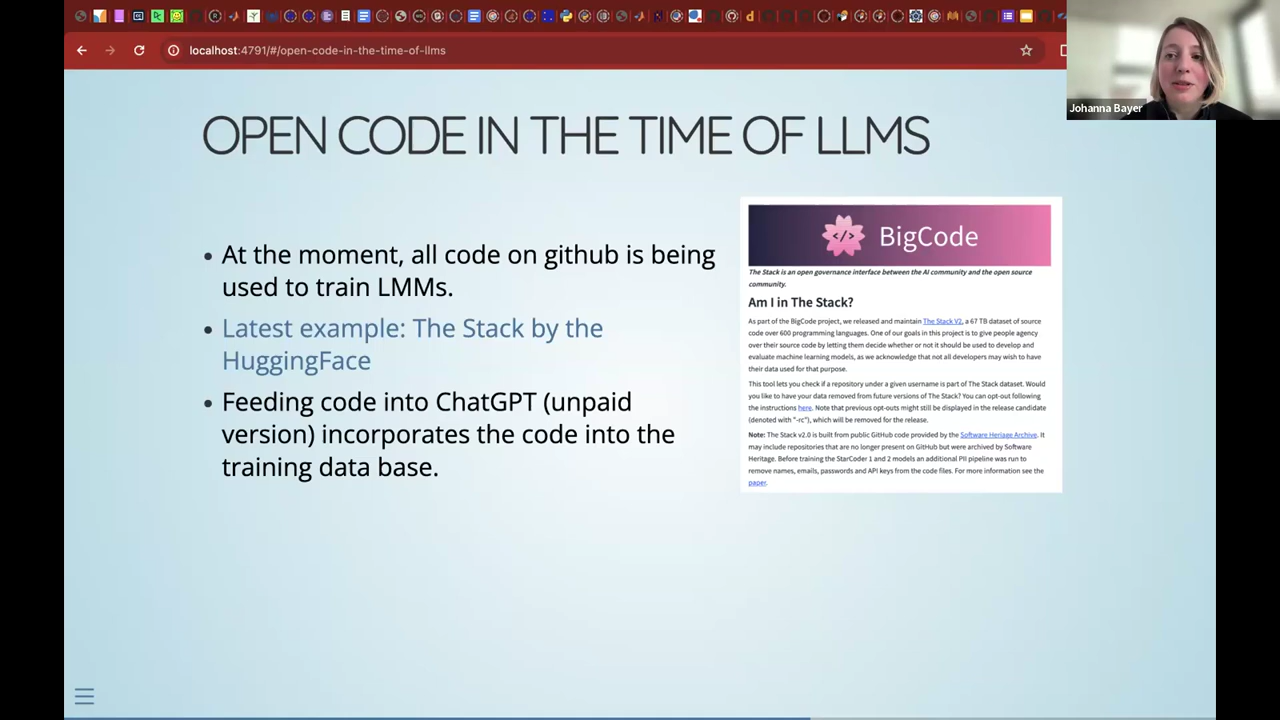 localhost:4791/#/open-code-in-the-time-of-llms
Johanna Bayer
OPEN CODE IN THE TIME OF LLMS
At the moment, all code on github is being
used to train LMMs.
Latest example: The Stack by the
HuggingFace
Feeding code into ChatGPT (unpaid
version) incorporates the code into the
training data base.
</> BigCode
The Stack is an open governance interface between the AI community and the open source
community.
Am I in The Stack?
As part of the BigCode project, we released and maintain The Stack V2, a 67 TB dataset of source
code over 600 programming languages. One of our goals in this project is to give people agency
over their source code by letting them decide whether or not it should be used to develop and
evaluate machine learning models, as we acknowledge that not all developers may wish to have
their data used for that purpose.
This tool lets you check if a repository under a given username is part of The Stack dataset. Would
you like to have your data removed from future versions of The Stack? You can opt-out following
the instructions here. Note that previous opt-outs might still be displayed in the release candidate
(denoted with "-rc"), which will be removed for the release.
Note: The Stack v2.0 is built from public GitHub code provided by the Software Heriage Archive. It
may include repositories that are no longer present on GitHub but were archived by Software
Heritage. Before training the StarCoder 1 and 2 models an additional PII pipeline was run to
remove names, emails, passwords and API keys from the code files. For more information see the
paper.